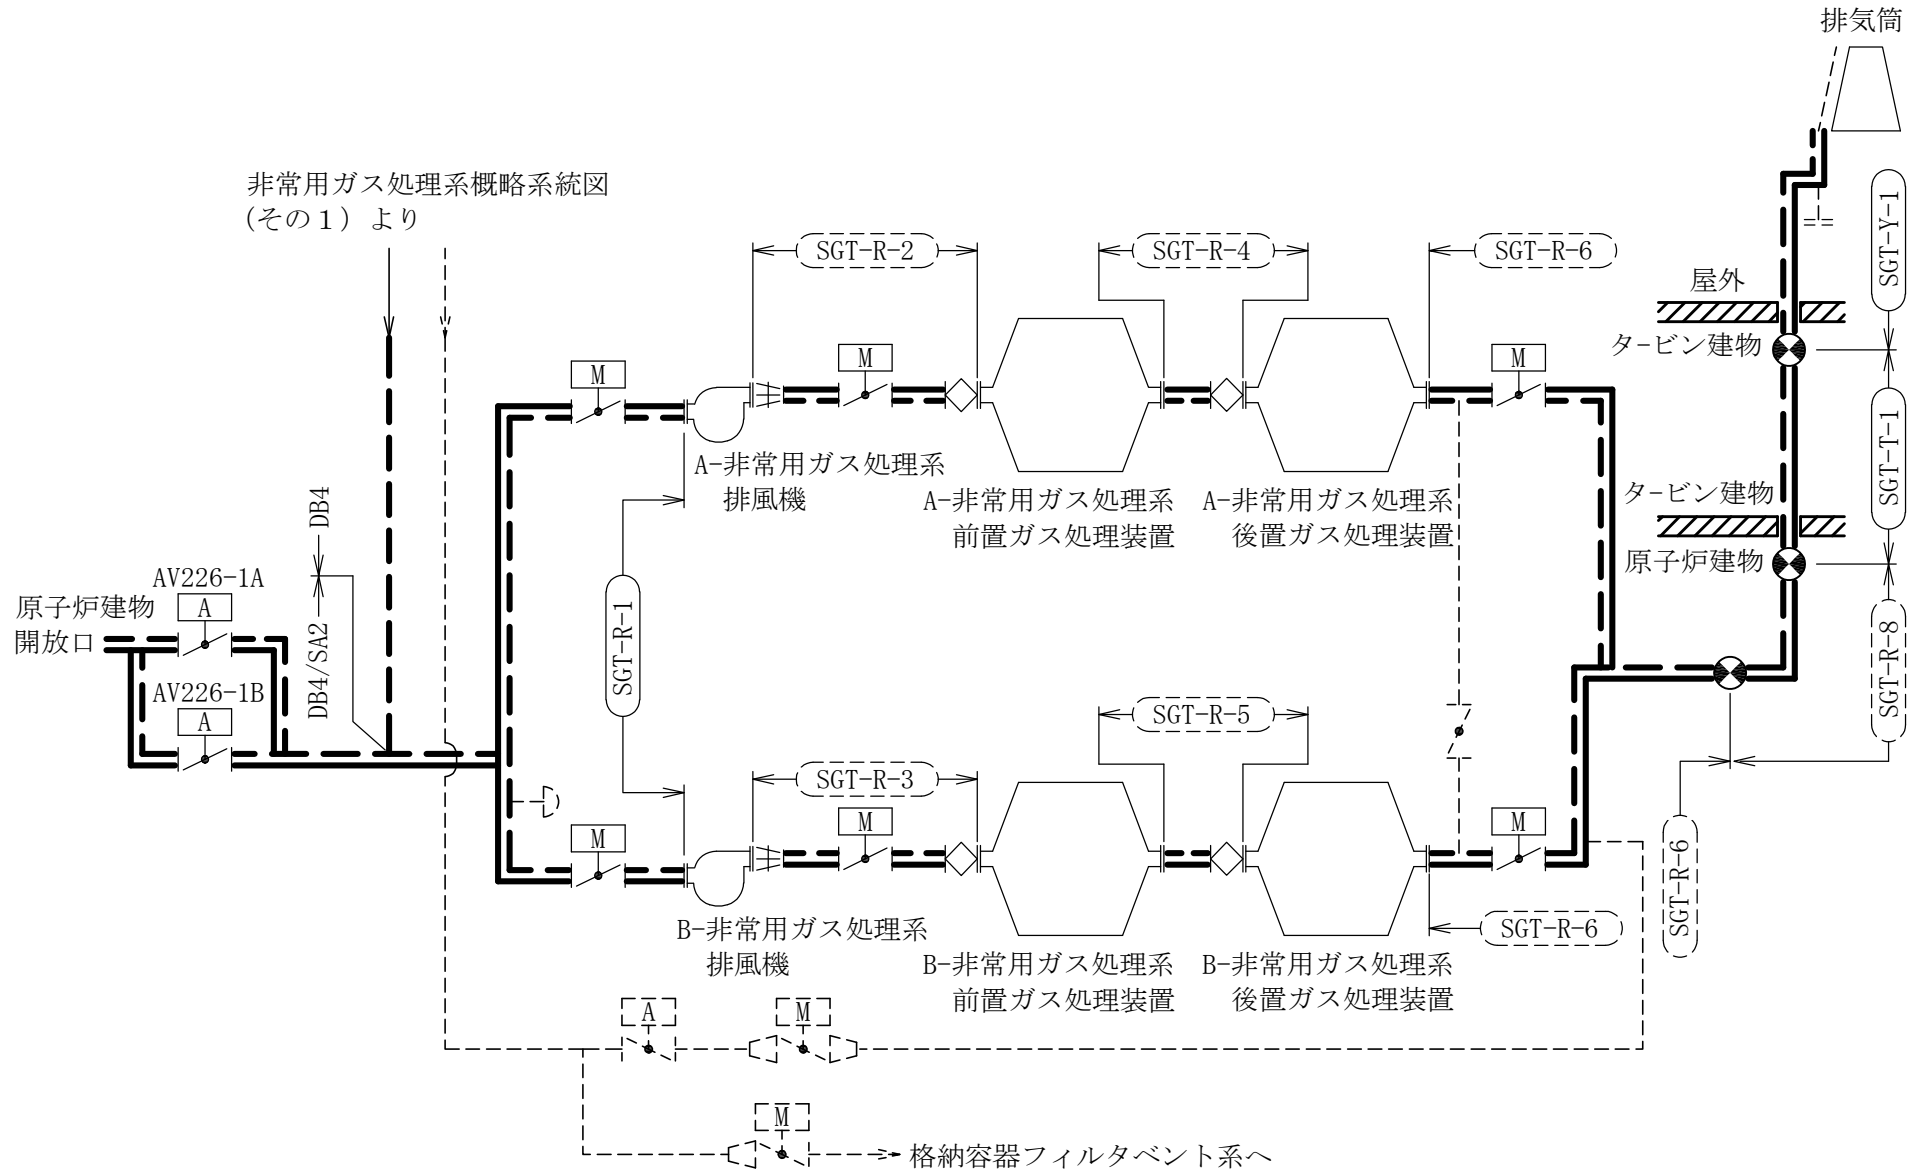 排気筒
非常用ガス処理系概略系統図
（その１）より
SGT-R-2
SGT-R-4
SGT-R-6
SGT-Y-1
屋外
タービン建物
M
M
M
M
A-非常用ガス処理系
排風機
A-非常用ガス処理系
前置ガス処理装置
A-非常用ガス処理系
後置ガス処理装置
SGT-T-1
タービン建物
原子炉建物
DB4
DB4/SA2
AV226-1A
A
原子炉建物
開放口
AV226-1B
A
SGT-R-1
SGT-R-8
SGT-R-5
SGT-R-3
M
M
M
SGT-R-6
SGT-R-6
B-非常用ガス処理系
排風機
B-非常用ガス処理系
前置ガス処理装置
B-非常用ガス処理系
後置ガス処理装置
A
M
M
格納容器フィルタベント系へ